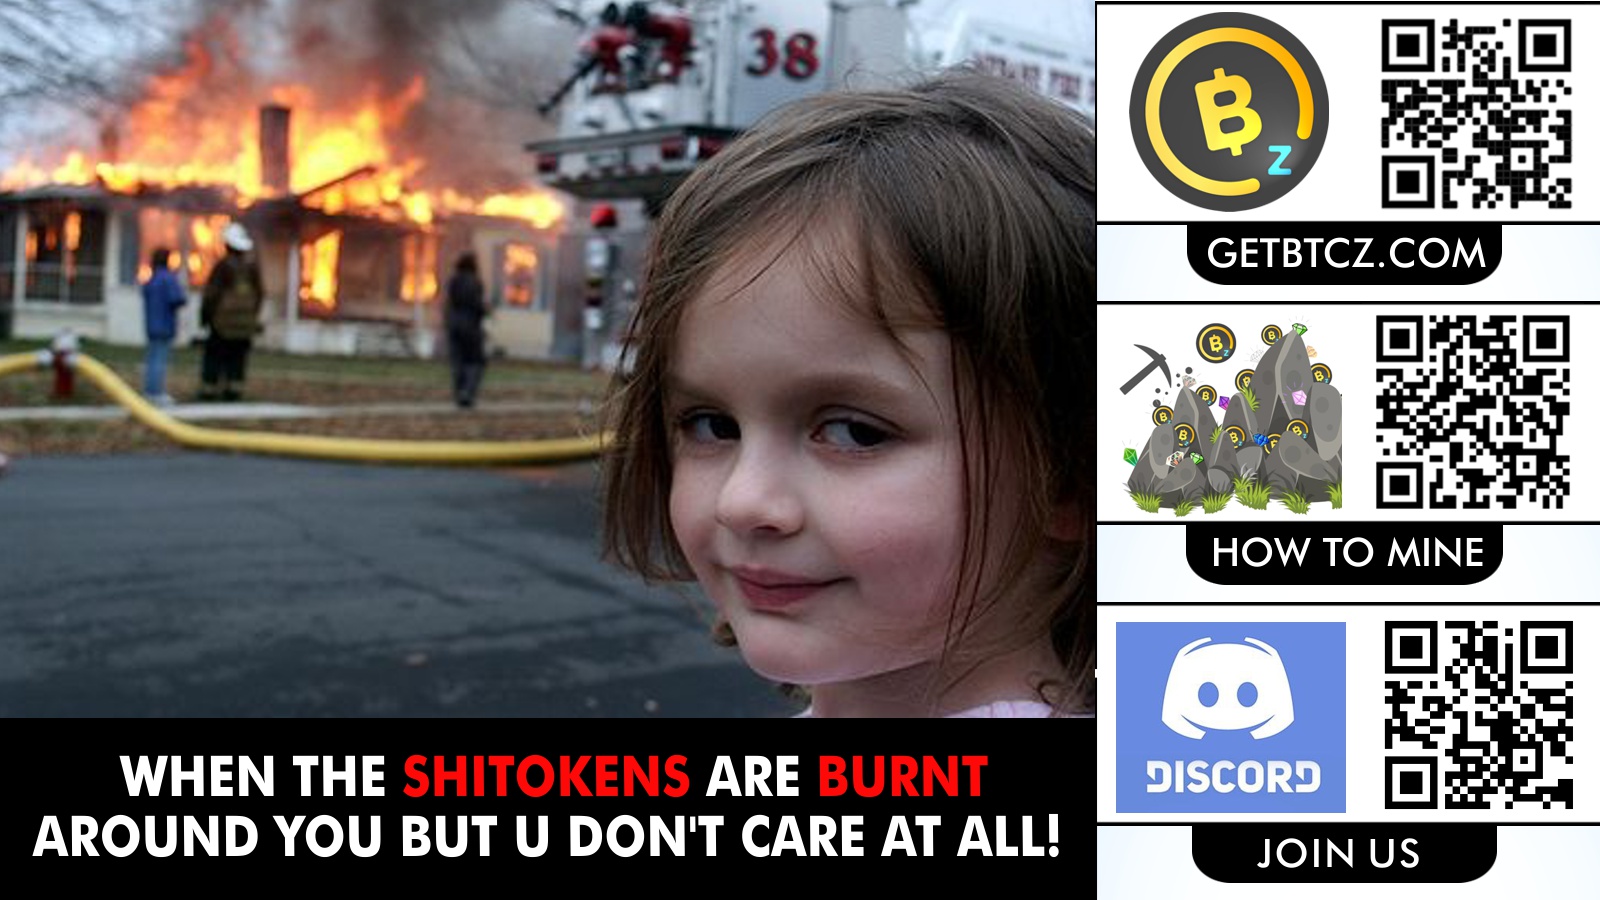 38
WHEN THE SHITOKENS ARE BURNT
AROUND YOU BUT U DON'T CARE AT ALL!
BZ
GETBTCZ.COM
HOW TO MINE
DISCORD
JOIN US